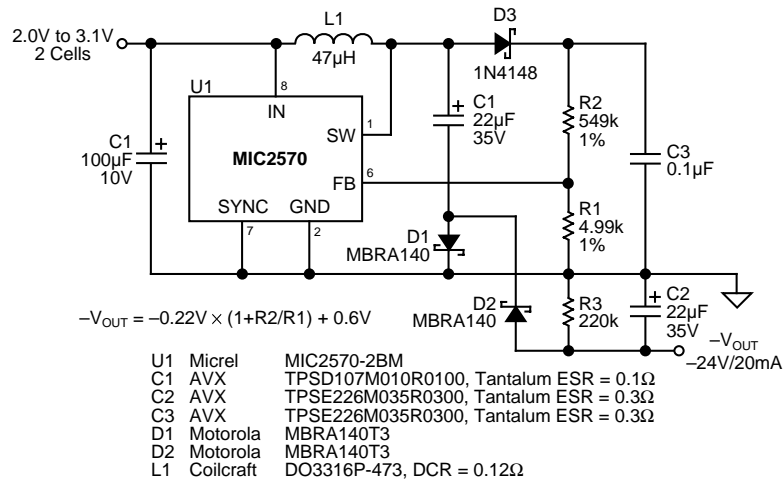 L1
47µH
D3
1N4148
2.0V to 3.1V
2 Cells
U1
8
IN
SW
1
MIC2570
FB
6
SYNC
GND
7
2
C1
100µF
10V
C1
22µF
35V
R2
549k
1%
C3
0.1µF
R1
4.99k
1%
D1
MBRA140
D2
MBRA140
R3
220k
C2
22µF
35V
–VOUT
–24V/20mA
–VOUT = –0.22V × (1+R2/R1) + 0.6V
U1 Micrel MIC2570-2BM
C1 AVX TPSD107M010R0100, Tantalum ESR = 0.1Ω
C2 AVX TPSE226M035R0300, Tantalum ESR = 0.3Ω
C3 AVX TPSE226M035R0300, Tantalum ESR = 0.3Ω
D1 Motorola MBRA140T3
D2 Motorola MBRA140T3
L1 Coilcraft DO3316P-473, DCR = 0.12Ω